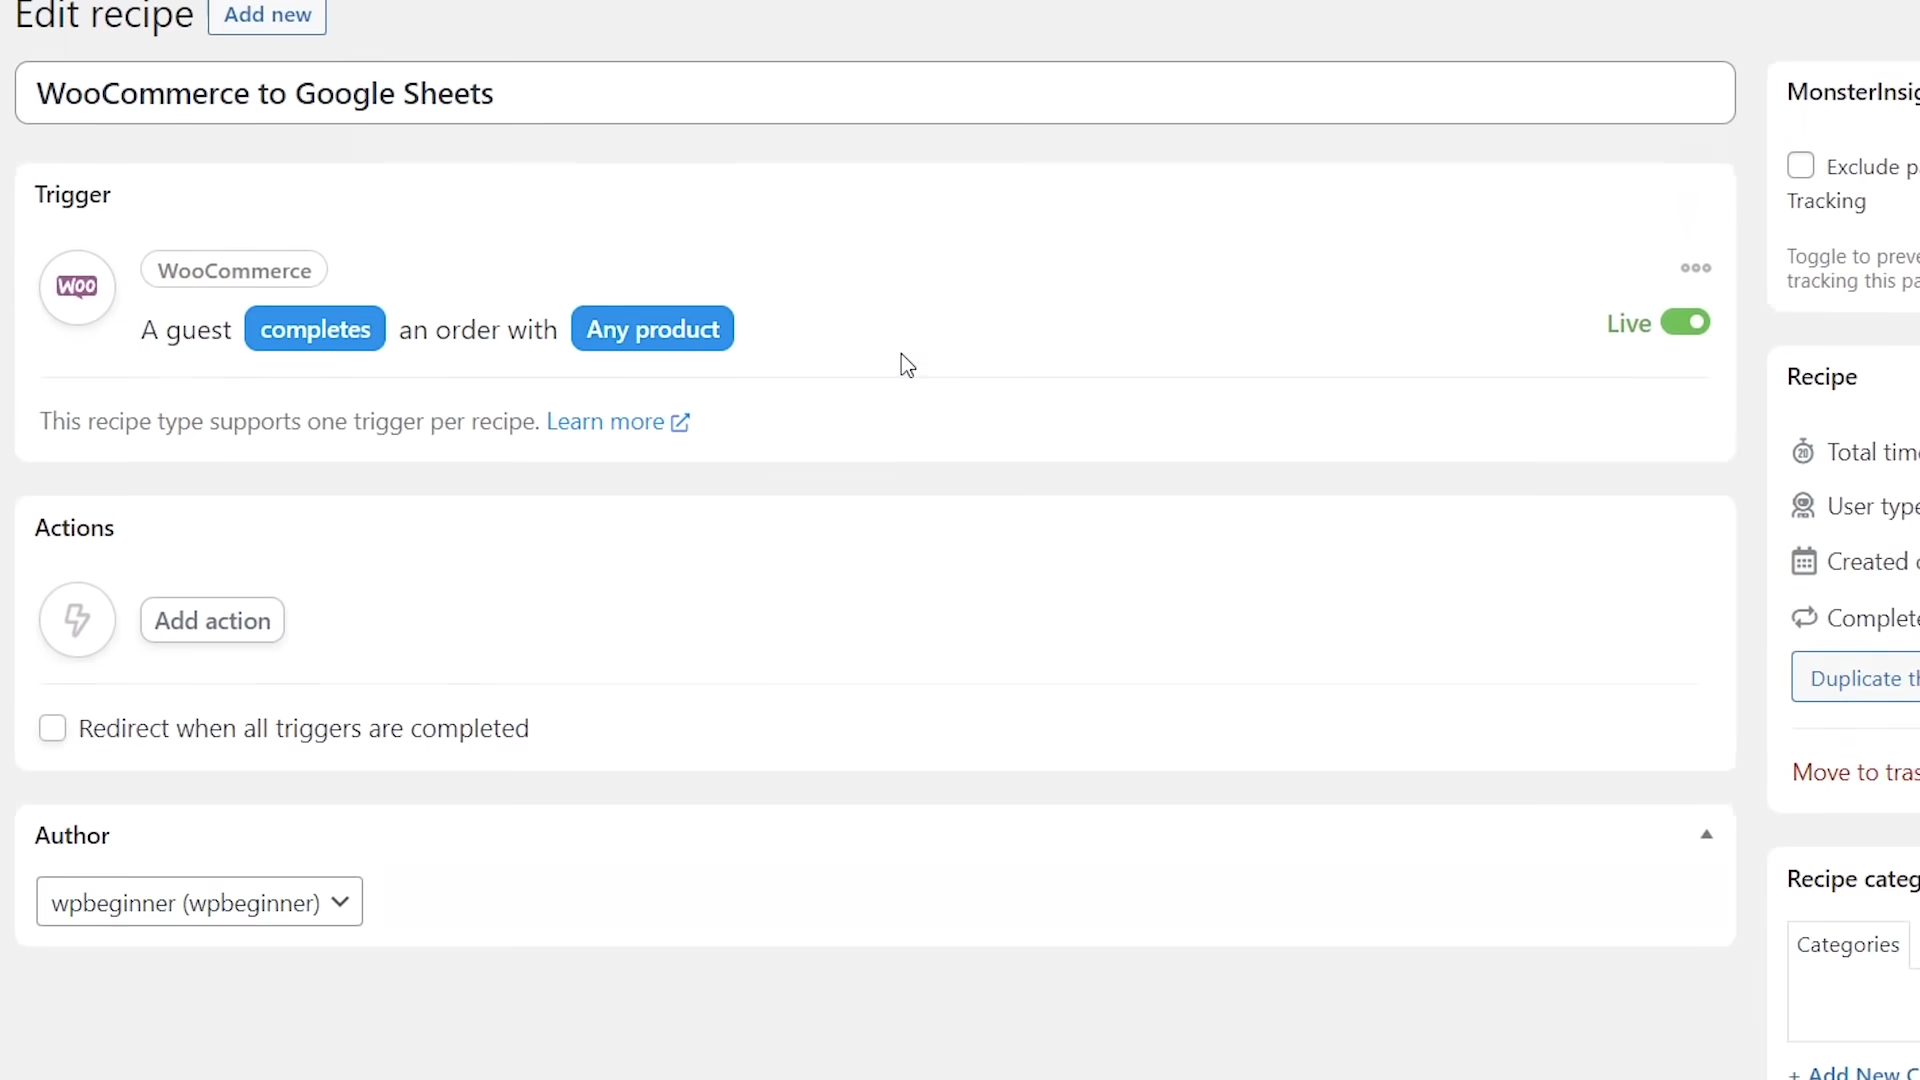 Edit recipe
Add new
WooCommerce to Google Sheets
Trigger
WOO
WooCommerce
A guest completes an order with Any product
Live
This recipe type supports one trigger per recipe. Learn more
Actions
Add action
Redirect when all triggers are completed
Author
wpbeginner (wpbeginner)
MonsterInsig
Exclude p
Tracking
Toggle to preve
tracking this pa
Recipe
20
Total time
User type
Created
Complete
Duplicate th
Move to tras
Recipe categ
Categories
+ Add New C